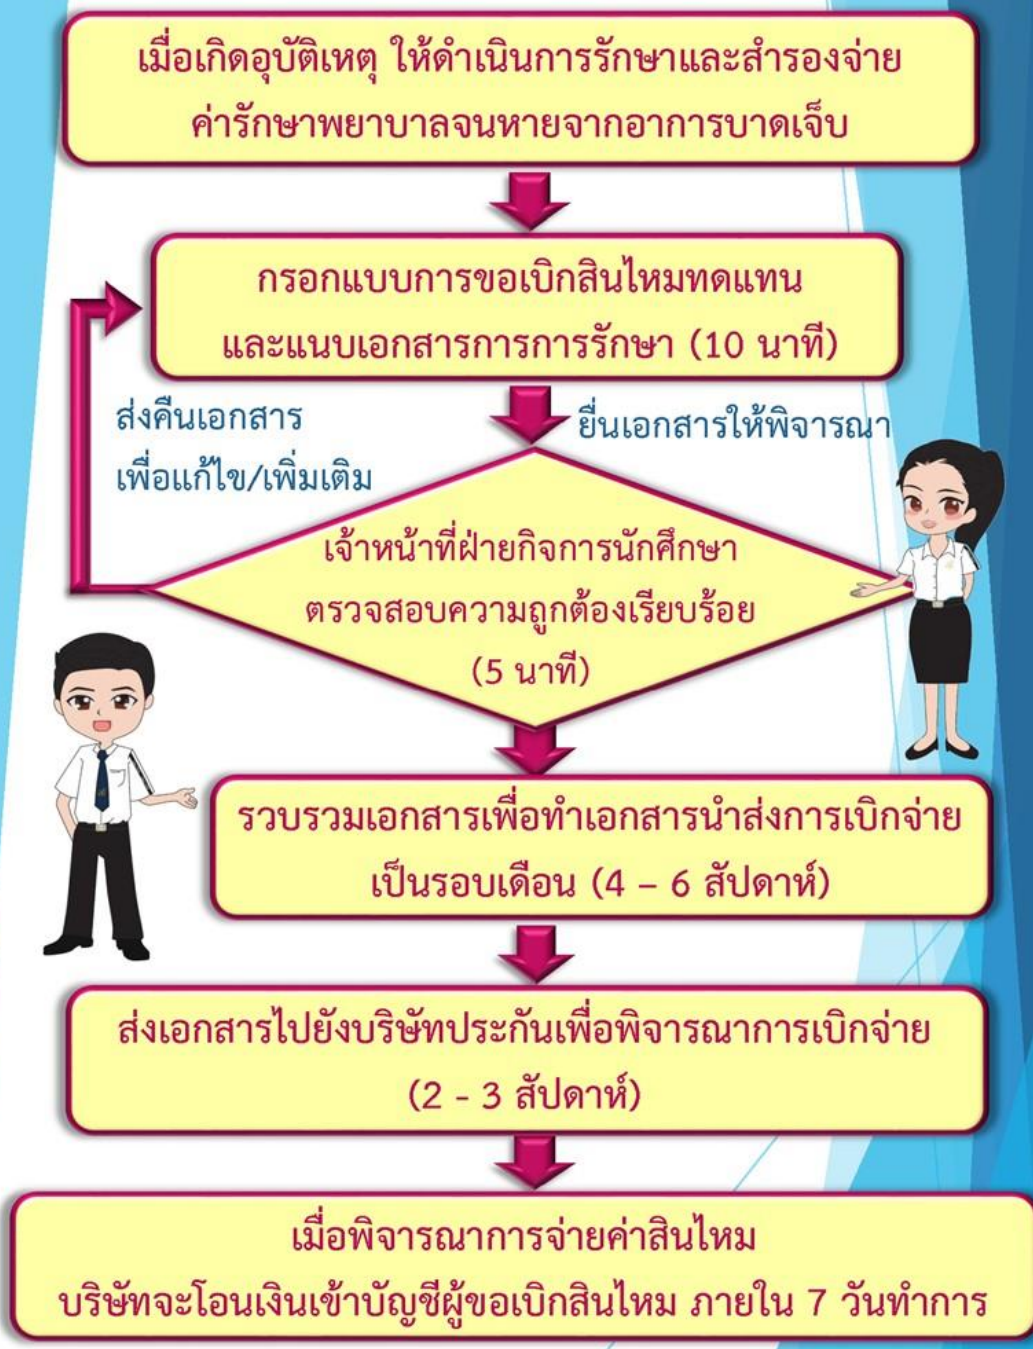 เมื่อเกิดอุบัติเหตุ ให้ดำเนินการรักษาและสำรองจ่าย
ค่ารักษาพยาบาลจนหายจากอาการบาดเจ็บ
กรอกแบบการขอเบิกสินไหมทดแทน
และแนบเอกสารการการรักษา (10 นาที)
ส่งคืนเอกสาร
เพื่อแก้ไข/เพิ่มเติม
ยื่นเอกสารให้พิจารณา
เจ้าหน้าที่ฝ่ายกิจการนักศึกษา
ตรวจสอบความถูกต้องเรียบร้อย
(5 นาที)
รวบรวมเอกสารเพื่อทำเอกสารนำส่งการเบิกจ่าย
เป็นรอบเดือน (4 – 6 สัปดาห์)
ส่งเอกสารไปยังบริษัทประกันเพื่อพิจารณาการเบิกจ่าย
(2 - 3 สัปดาห์)
เมื่อพิจารณาการจ่ายค่าสินไหม
บริษัทจะโอนเงินเข้าบัญชีผู้ขอเบิกสินไหม ภายใน 7 วันทำการ